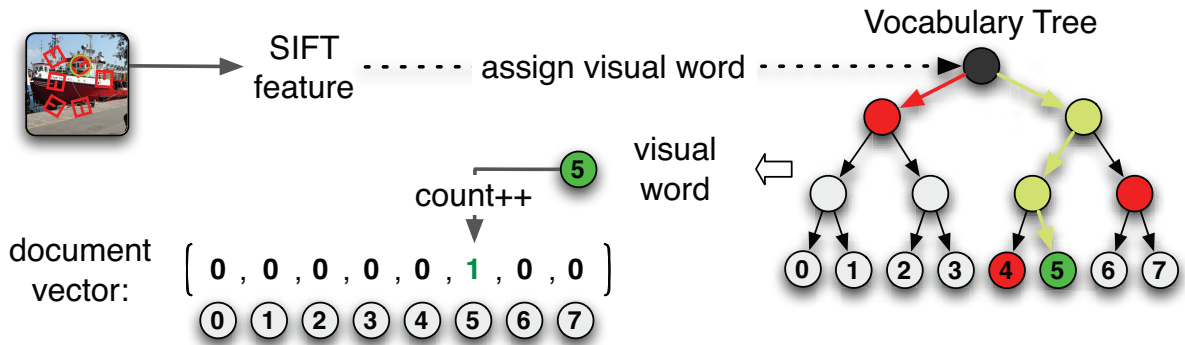 Vocabulary Tree
SIFT
feature
assign visual word
visual
word
5
count++
0 1 2 3 4 5 6 7
document
vector:
( 0 , 0 , 0 , 0 , 0 , 1 , 0 , 0 )
0 1 2 3 4 5 6 7